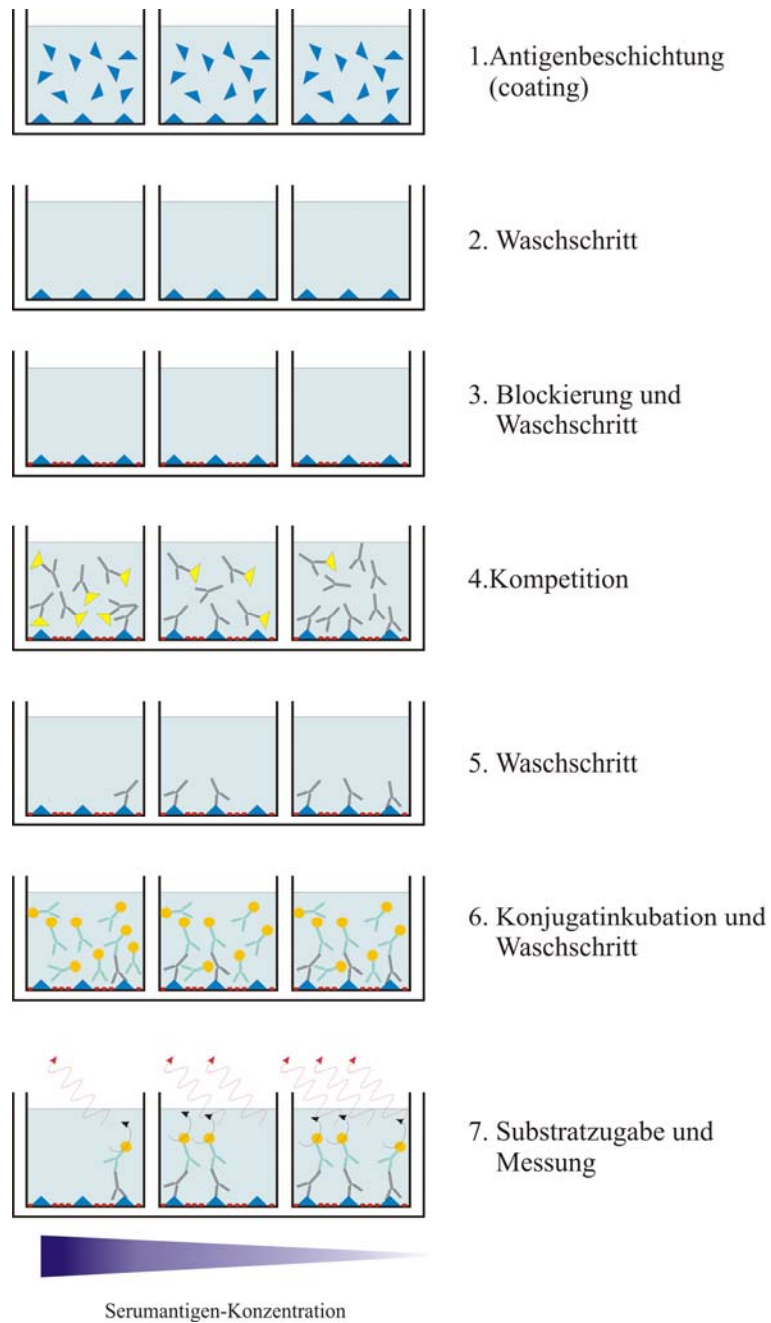 1.Antigenbeschichtung
(coating)
2. Waschschritt
3. Blockierung und
Waschschritt
4.Kompetition
5. Waschschritt
6. Konjugatinkubation und
Waschschritt
7. Substratzugabe und
Messung
Serumantigen-Konzentration